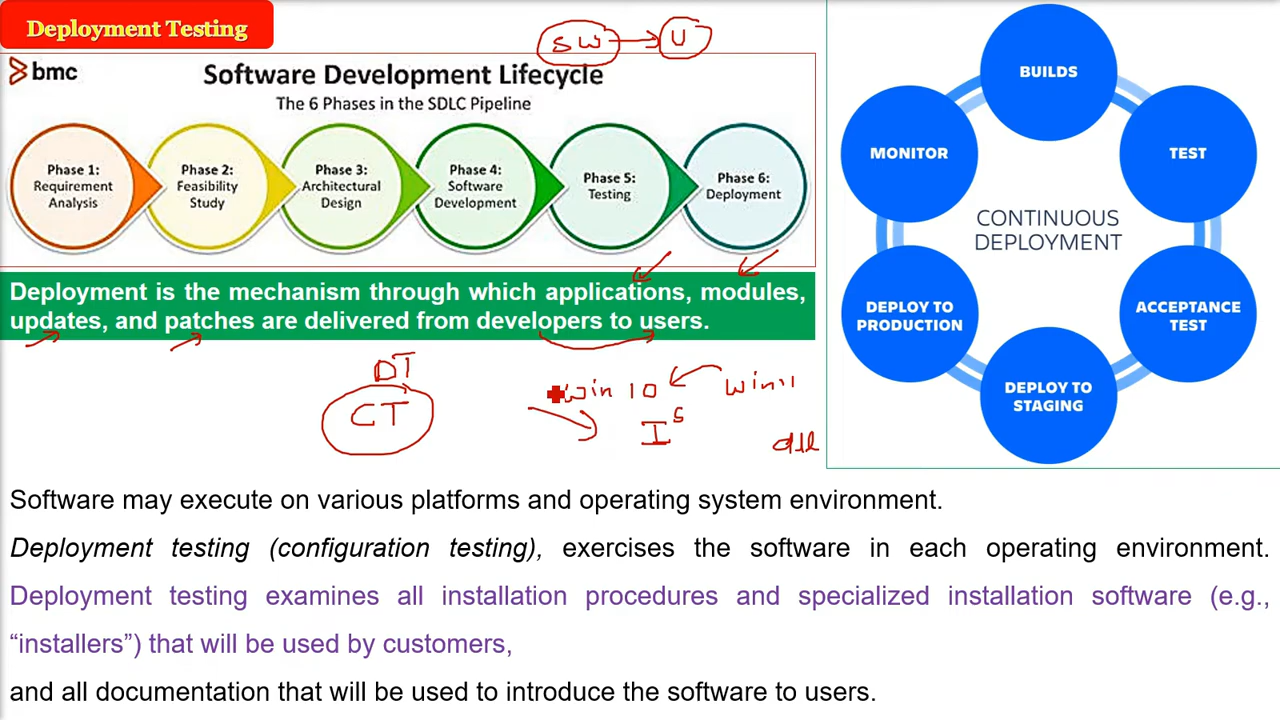 Deployment Testing
SW → U
bmc
Software Development Lifecycle
The 6 Phases in the SDLC Pipeline
Phase 1:
Requirement
Analysis
Phase 2:
Feasibility
Study
Phase 3:
Architectural
Design
Phase 4:
Software
Development
Phase 5:
Testing
Phase 6:
Deployment
Deployment is the mechanism through which applications, modules,
updates, and patches are delivered from developers to users.
DT
CT
Win 10
Win11
dll
BUILDS
TEST
ACCEPTANCE
TEST
DEPLOY TO
STAGING
DEPLOY TO
PRODUCTION
MONITOR
CONTINUOUS
DEPLOYMENT
Software may execute on various platforms and operating system environment.
Deployment testing (configuration testing), exercises the software in each operating environment.
Deployment testing examines all installation procedures and specialized installation software (e.g.,
“installers”) that will be used by customers,
and all documentation that will be used to introduce the software to users.